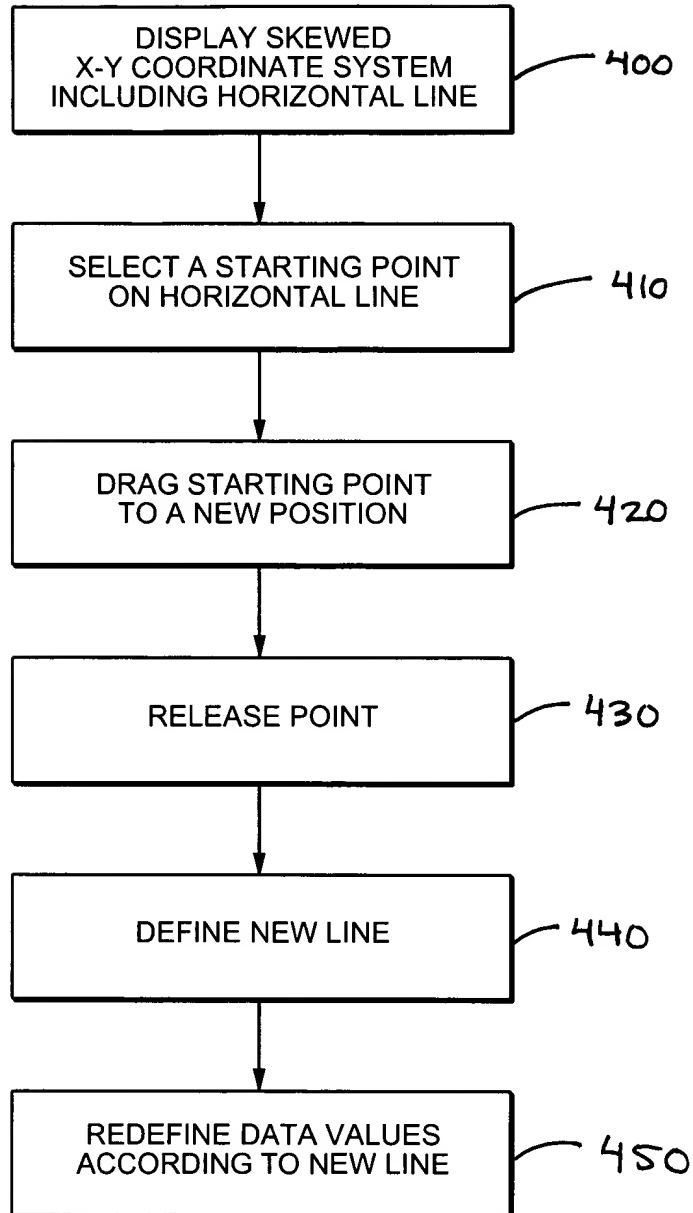 DISPLAY SKEWED
X-Y COORDINATE SYSTEM
INCLUDING HORIZONTAL LINE
400
SELECT A STARTING POINT
ON HORIZONTAL LINE
410
DRAG STARTING POINT
TO A NEW POSITION
420
RELEASE POINT
430
DEFINE NEW LINE
440
REDEFINE DATA VALUES
ACCORDING TO NEW LINE
450